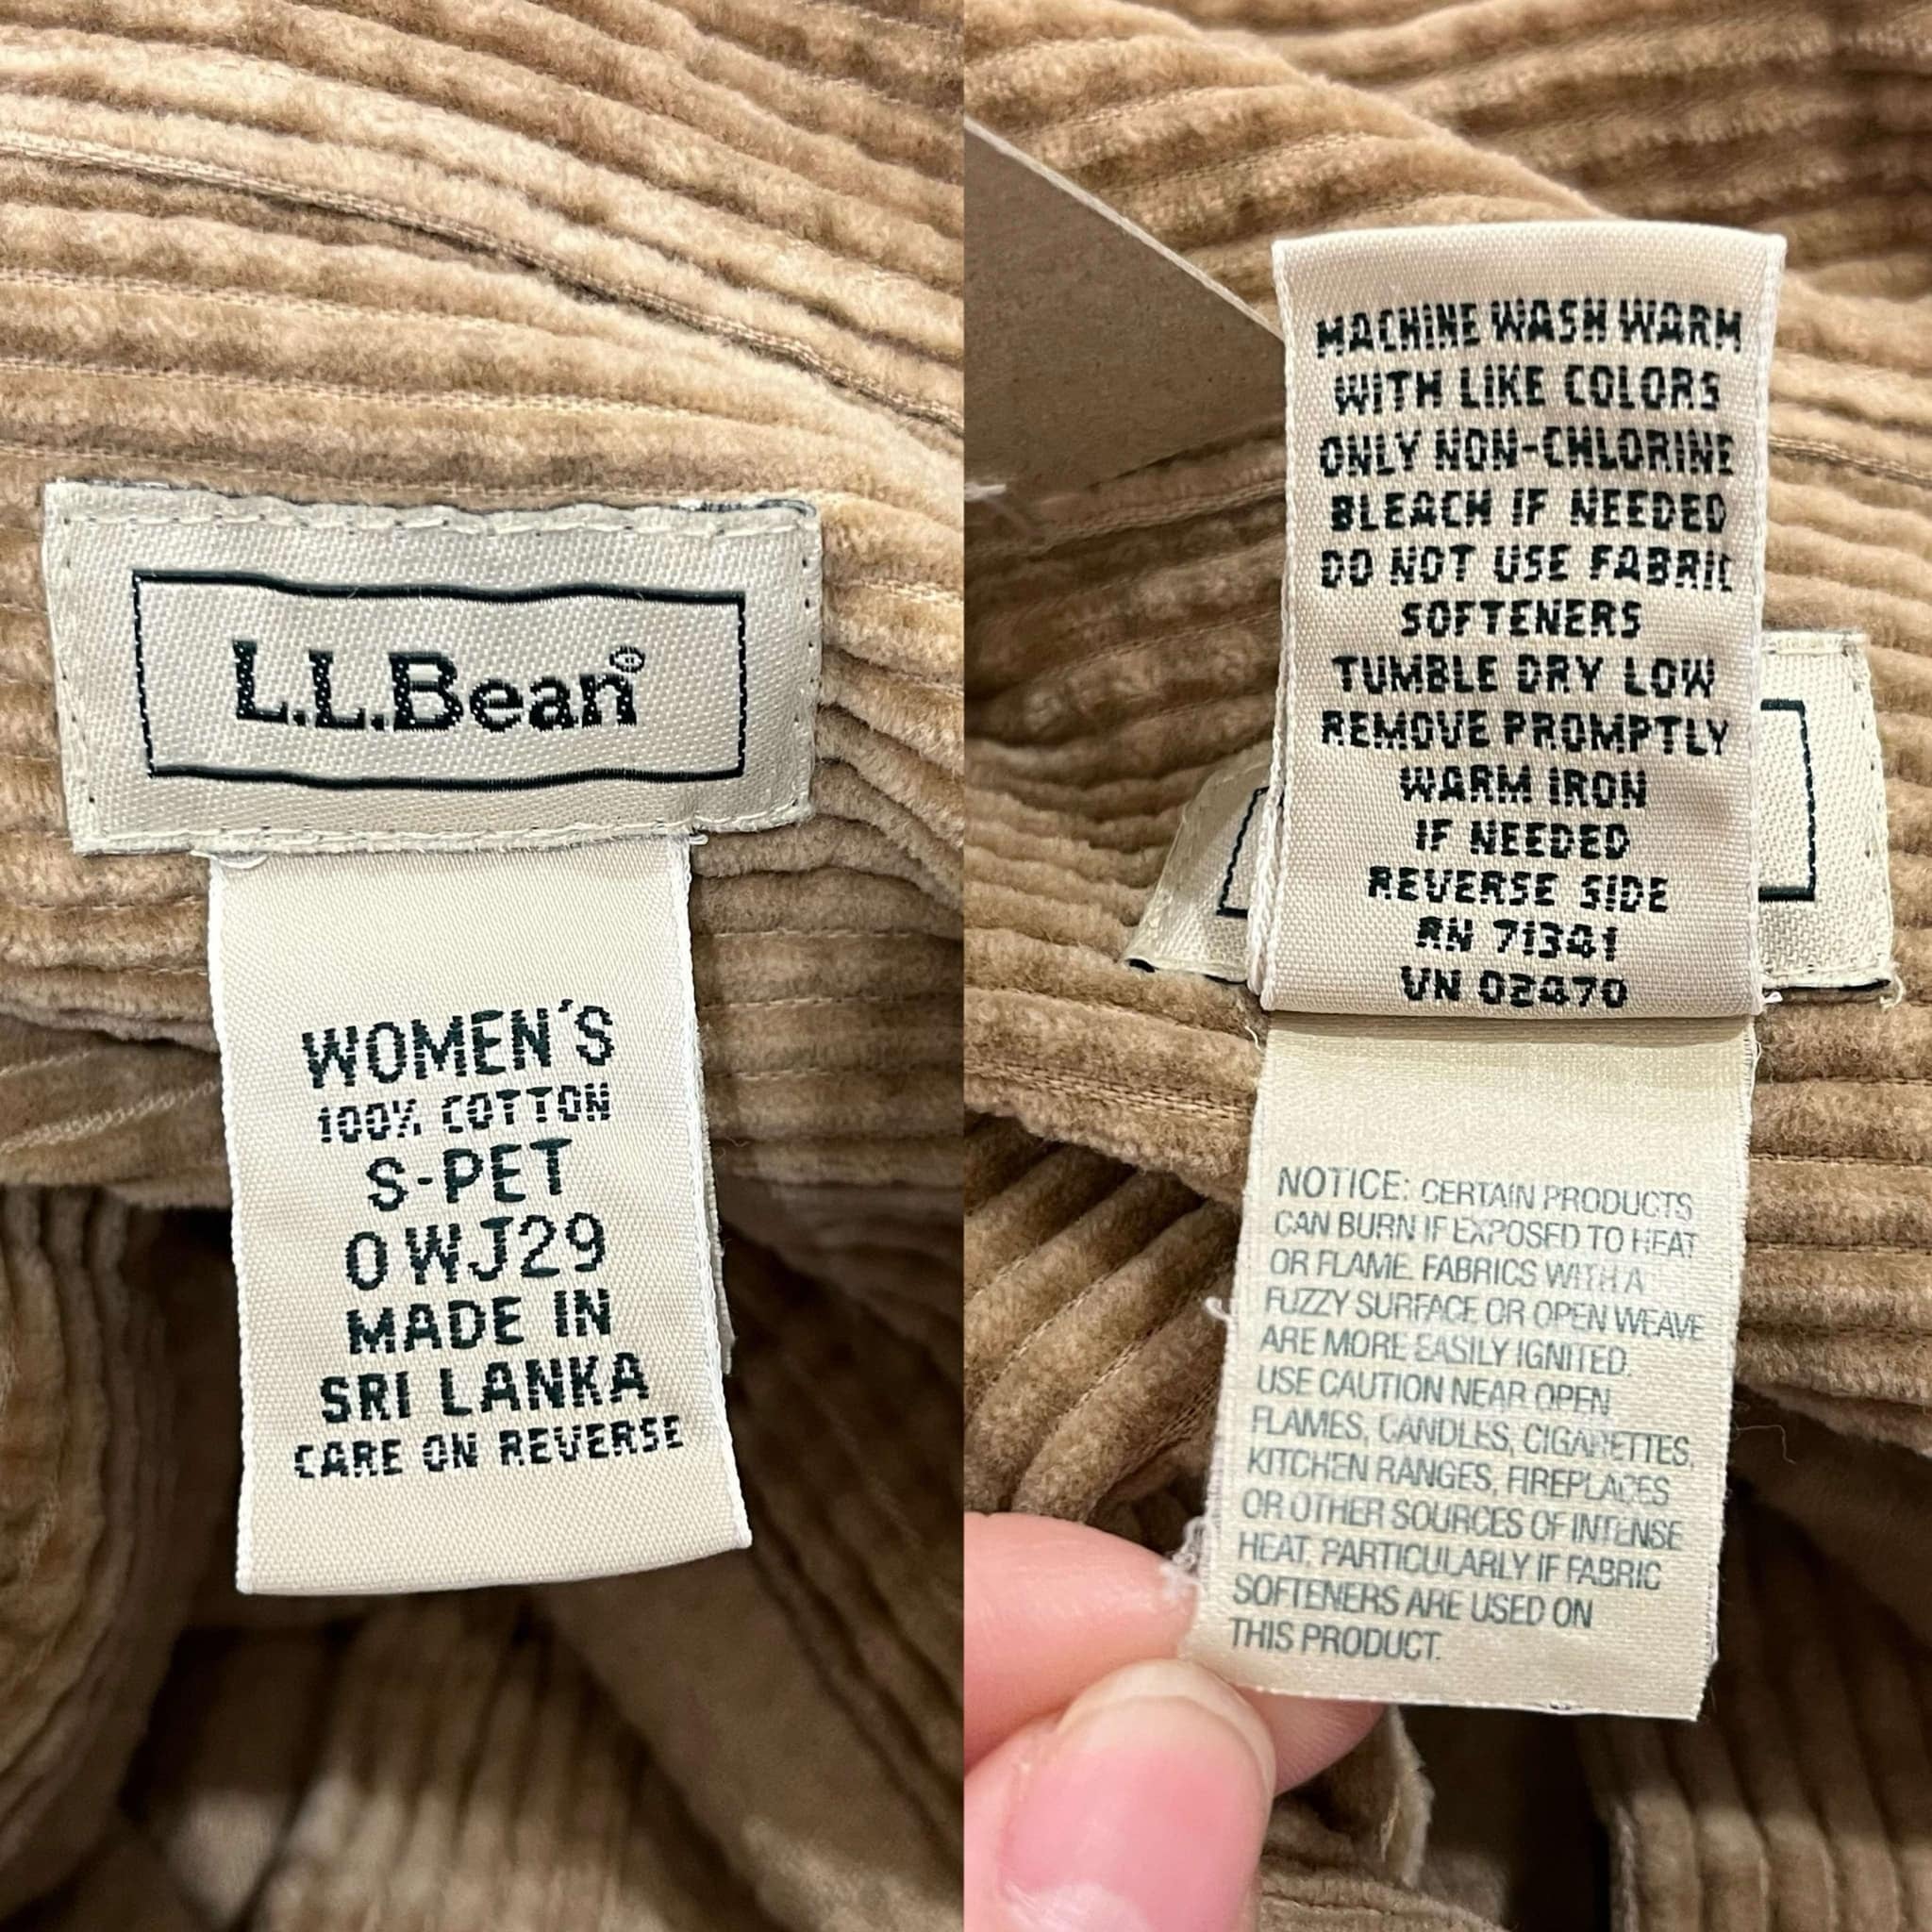 L.L.Bean®
WOMEN'S
100% COTTON
S-PET
0WJ29
MADE IN
SRI LANKA
CARE ON REVERSE
MACHINE WASH WARM
WITH LIKE COLORS
ONLY NON-CHLORINE
BLEACH IF NEEDED
DO NOT USE FABRIC
SOFTENERS
TUMBLE DRY LOW
REMOVE PROMPTLY
WARM IRON
IF NEEDED
REVERSE SIDE
RN 71341
VN 02470
NOTICE: CERTAIN PRODUCTS
CAN BURN IF EXPOSED TO HEAT
OR FLAME. FABRICS WITH A
FUZZY SURFACE OR OPEN WEAVE
ARE MORE EASILY IGNITED.
USE CAUTION NEAR OPEN
FLAMES, CANDLES, CIGARETTES,
KITCHEN RANGES, FIREPLACES
OR OTHER SOURCES OF INTENSE
HEAT, PARTICULARLY IF FABRIC
SOFTENERS ARE USED ON
THIS PRODUCT.